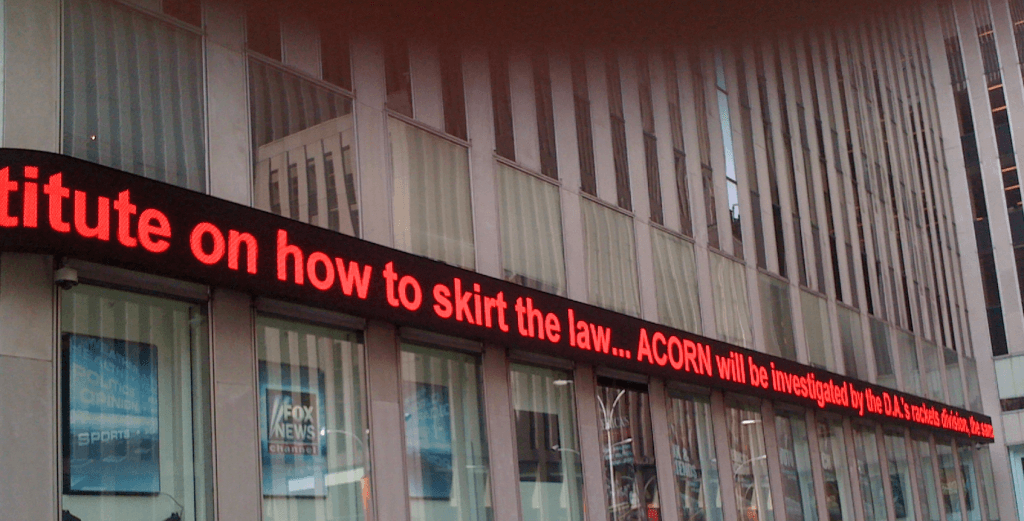 titute on how to skirt the law... ACORN will be investigated by the D.A.'s rackets division, the sam
OPINION
SPORTS
FOX
NEWS
channel